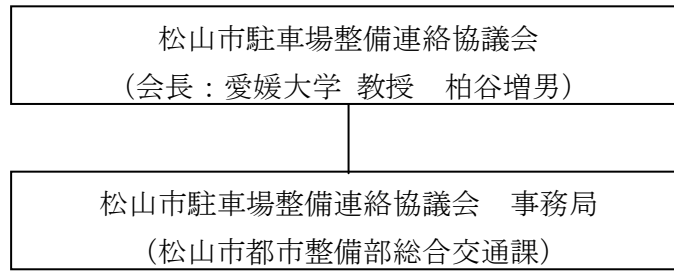 松山市駐車場整備連絡協議会
（会長：愛媛大学 教授　柏谷増男）
松山市駐車場整備連絡協議会　事務局
（松山市都市整備部総合交通課）